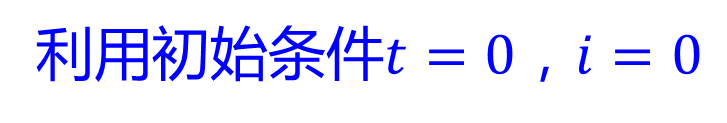 利用初始条件t = 0 , i = 0